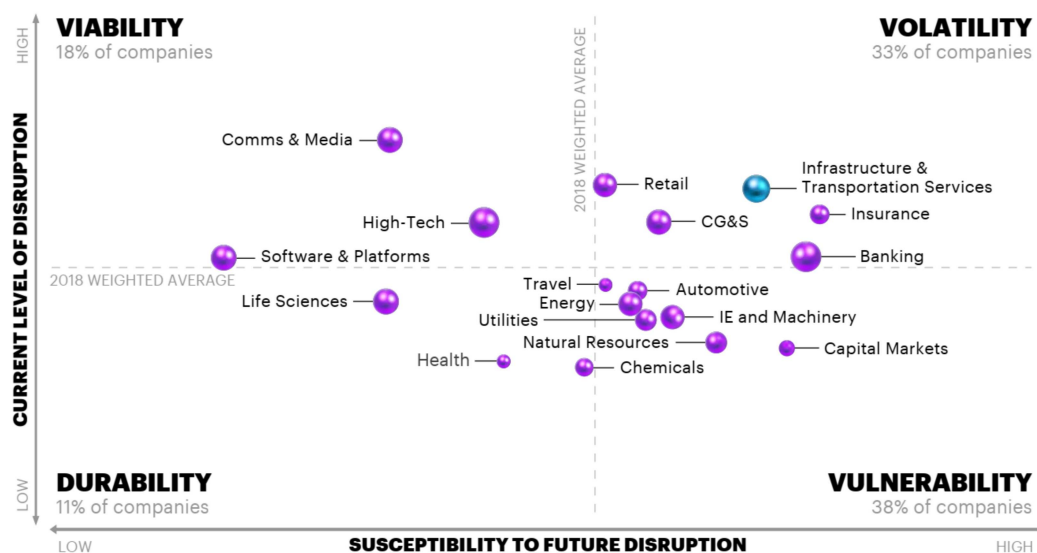 VIABILITY
18% of companies
VOLATILITY
33% of companies
HIGH
CURRENT LEVEL OF DISRUPTION
LOW
2018 WEIGHTED AVERAGE
Comms & Media
Retail
Infrastructure &
Transportation Services
High-Tech
CG&S
Insurance
Software & Platforms
Banking
2018 WEIGHTED AVERAGE
Travel
Automotive
Life Sciences
Energy
Utilities
IE and Machinery
Natural Resources
Capital Markets
Health
Chemicals
DURABILITY
11% of companies
VULNERABILITY
38% of companies
LOW
SUSCEPTIBILITY TO FUTURE DISRUPTION
HIGH